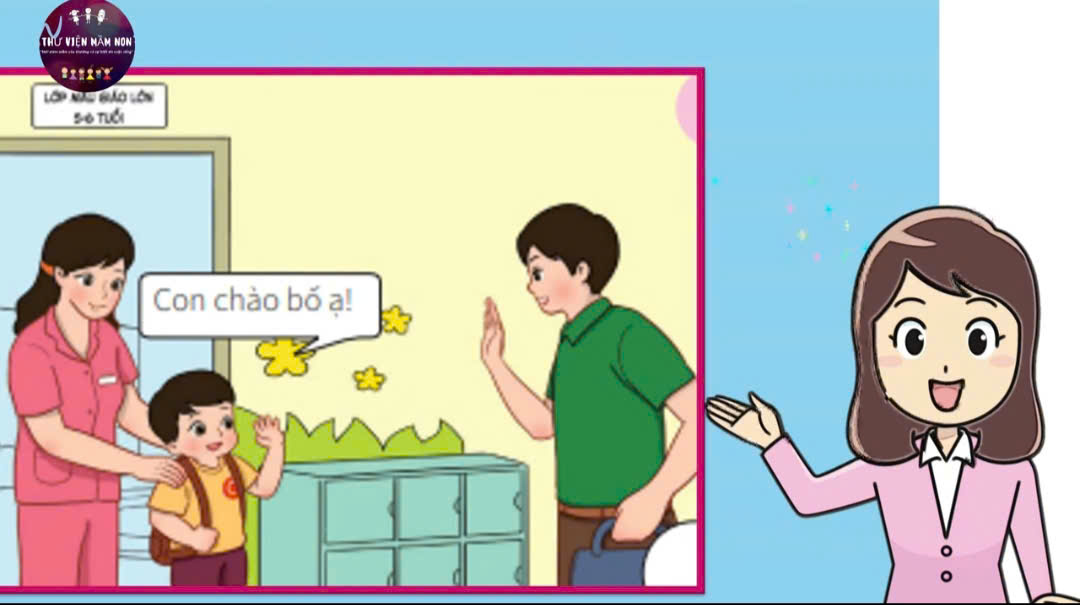 THƯ VIỆN MẦM NON
LỚP MẪU GIÁO LỚN
5-6 TUỔI
Con chào bố ạ!